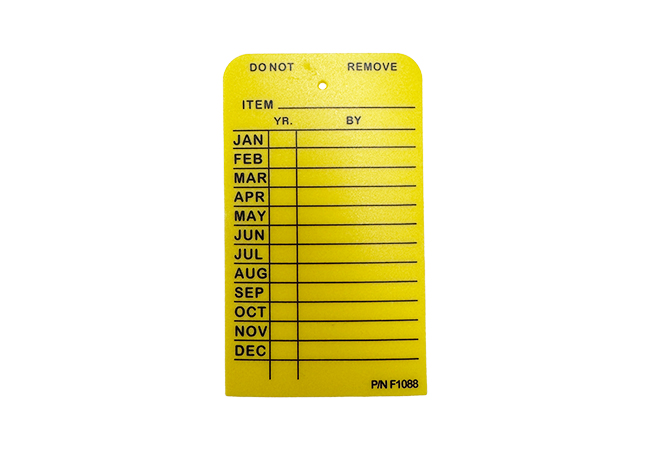 DO NOT REMOVE
ITEM
YR. BY
JAN
FEB
MAR
APR
MAY
JUN
JUL
AUG
SEP
OCT
NOV
DEC
P/N F1088